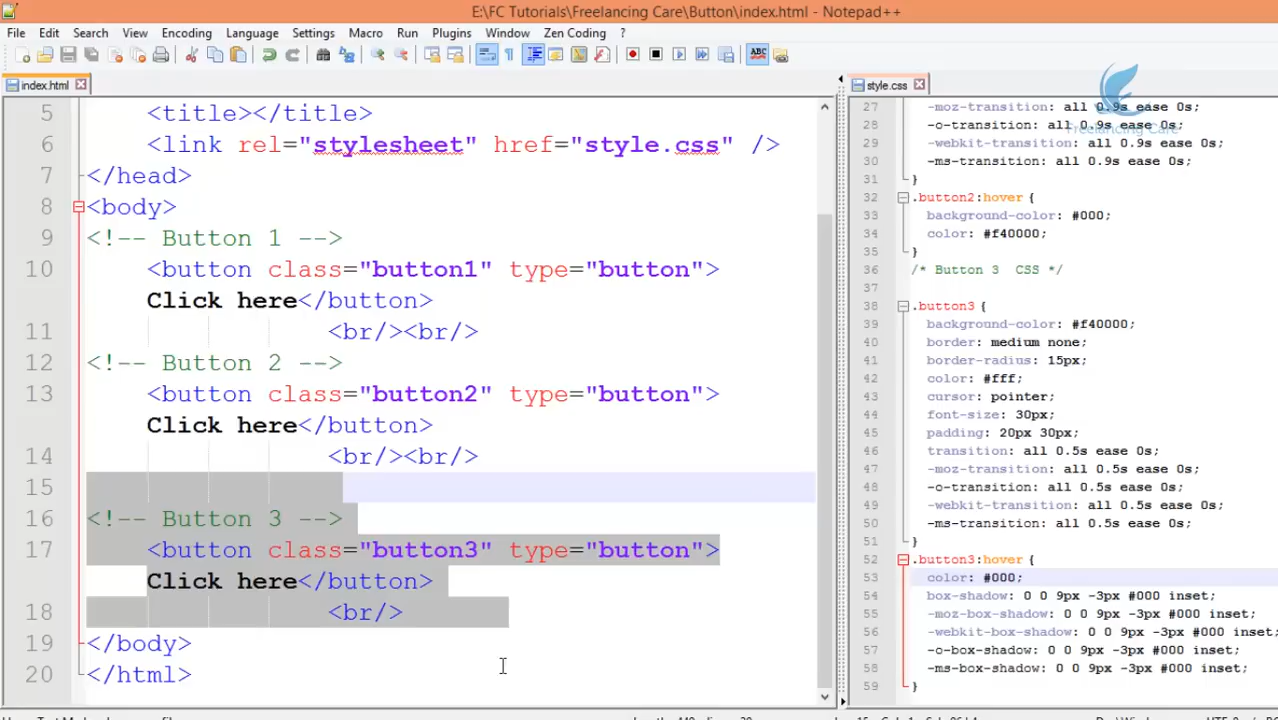 E:\FC Tutorials\Freelancing Care\Button\index.html - Notepad++
File Edit Search View Encoding Language Settings Macro Run Plugins Window Zen Coding ?
ABC
index.html
5 <title></title>
6 <link rel="stylesheet" href="style.css" />
7 </head>
8 <body>
9 <!-- Button 1 -->
10 <button class="button1" type="button">
Click here</button>
11 <br/><br/>
12 <!-- Button 2 -->
13 <button class="button2" type="button">
Click here</button>
14 <br/><br/>
15
16 <!-- Button 3 -->
17 <button class="button3" type="button">
Click here</button>
18 <br/>
19 </body>
20 </html>
style.css
Freelancing Care
27 -moz-transition: all 0.9s ease 0s;
28 -o-transition: all 0.9s ease 0s;
29 -webkit-transition: all 0.9s ease 0s;
30 -ms-transition: all 0.9s ease 0s;
31 }
32 .button2:hover {
33 background-color: #000;
34 color: #f40000;
35 }
36 /* Button 3 CSS */
37
38 .button3 {
39 background-color: #f40000;
40 border: medium none;
41 border-radius: 15px;
42 color: #fff;
43 cursor: pointer;
44 font-size: 30px;
45 padding: 20px 30px;
46 transition: all 0.5s ease 0s;
47 -moz-transition: all 0.5s ease 0s;
48 -o-transition: all 0.5s ease 0s;
49 -webkit-transition: all 0.5s ease 0s;
50 -ms-transition: all 0.5s ease 0s;
51 }
52 .button3:hover {
53 color: #000;
54 box-shadow: 0 0 9px -3px #000 inset;
55 -moz-box-shadow: 0 0 9px -3px #000 inset;
56 -webkit-box-shadow: 0 0 9px -3px #000 inset;
57 -o-box-shadow: 0 0 9px -3px #000 inset;
58 -ms-box-shadow: 0 0 9px -3px #000 inset;
59 }